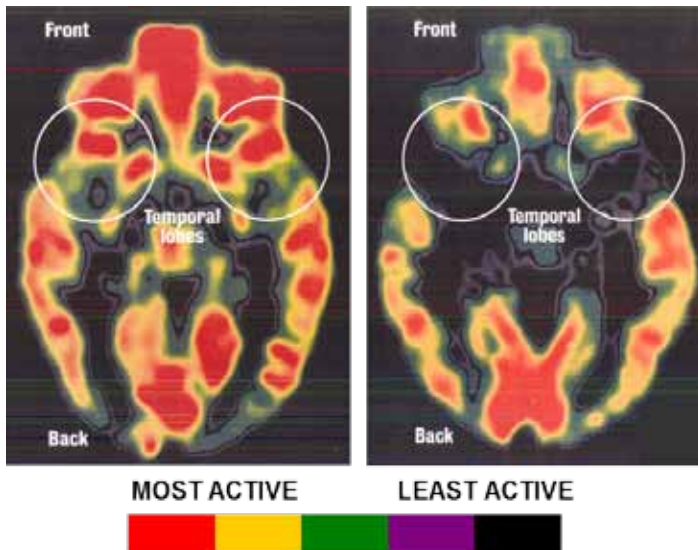 Front
Front
Temporal
lobes
Temporal
lobes
Back
Back
MOST ACTIVE
LEAST ACTIVE